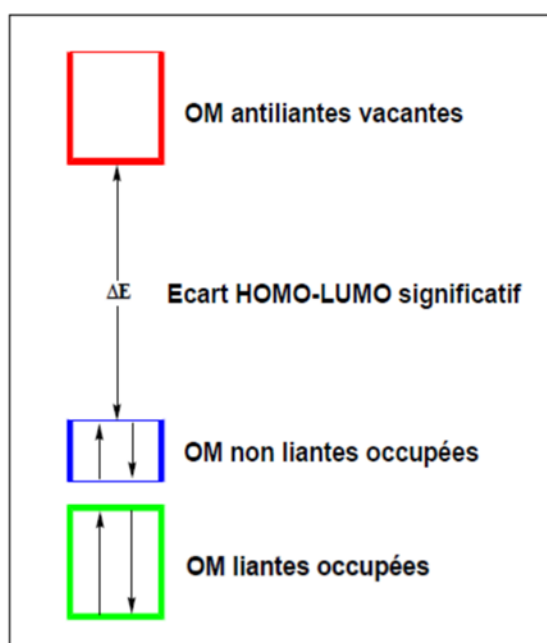 OM antiliantes vacantes
ΔE Ecart HOMO-LUMO significatif
OM non liantes occupées
OM liantes occupées